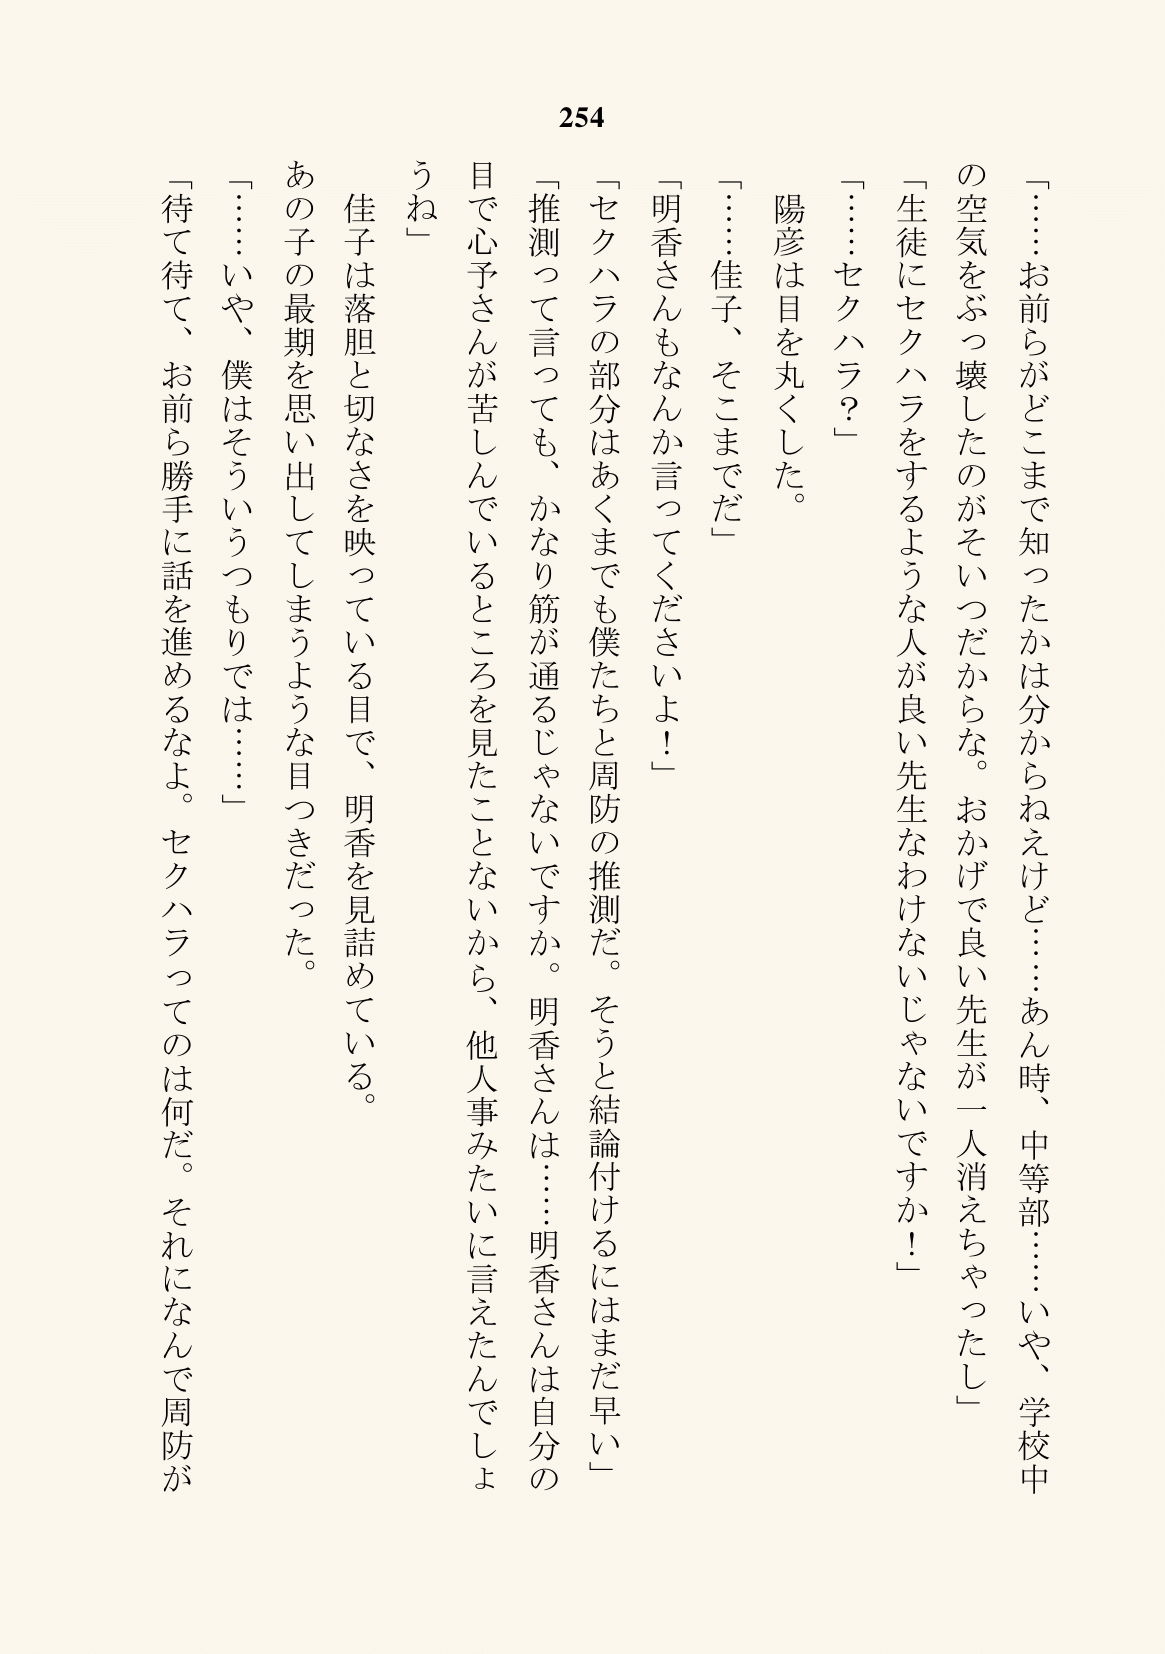 254
「……お前らがどこまで知ったかは分からねえけど……あん時、中等部……いや、学校中
の空気をぶっ壊したのがそいつだからな。おかげで良い先生が一人消えちゃったし」
「生徒にセクハラをするような人が良い先生なわけないじゃないですか！」
「……セクハラ？」
　陽彦は目を丸くした。
「……佳子、そこまでだ」
「明香さんもなんか言ってくださいよ！」
「セクハラの部分はあくまでも僕たちと周防の推測だ。そうと結論付けるにはまだ早い」
「推測って言っても、かなり筋が通るじゃないですか。明香さんは……明香さんは自分の
目で心予さんが苦しんでいるところを見たことないから、他人事みたいに言えたんでしょ
うね」
　佳子は落胆と切なさを映っている目で、明香を見詰めている。
あの子の最期を思い出してしまうような目つきだった。
「……いや、僕はそういうつもりでは……」
「待て待て、お前ら勝手に話を進めるなよ。セクハラってのは何だ。それになんで周防が